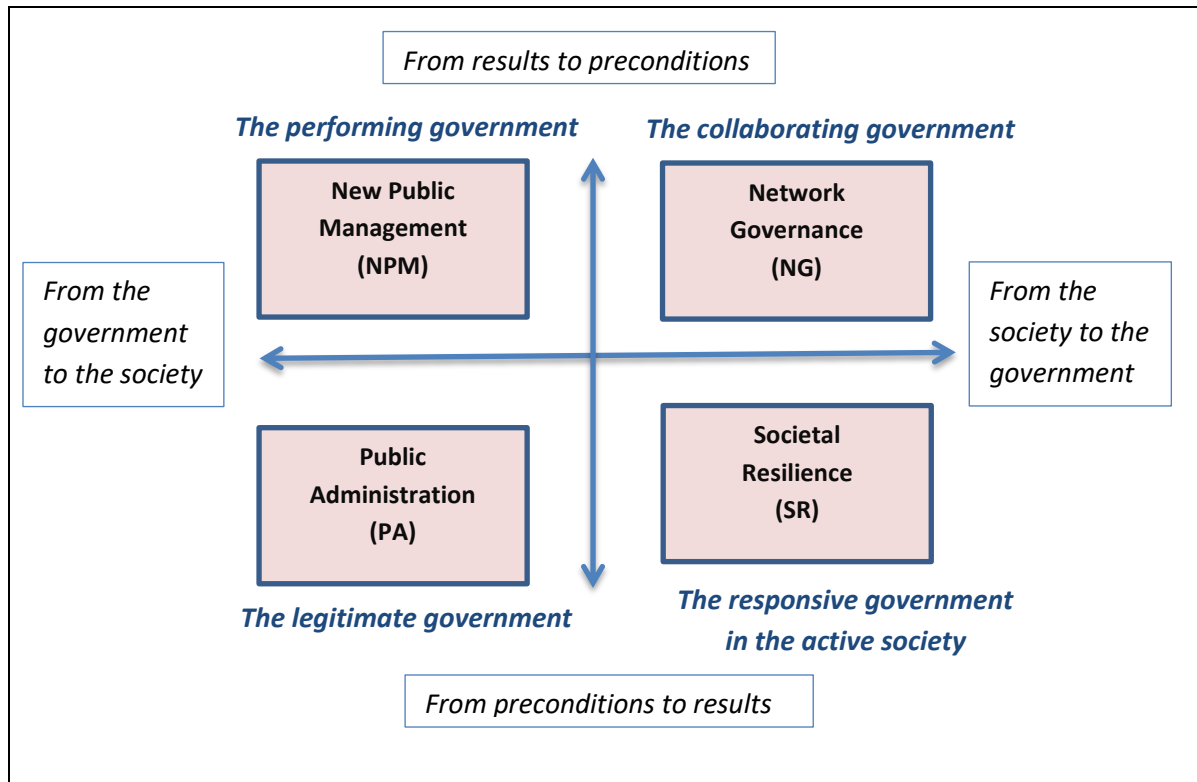 From results to preconditions
The performing government
The collaborating government
New Public
Management
(NPM)
Network
Governance
(NG)
From the
government
to the society
From the
society to the
government
Public
Administration
(PA)
Societal
Resilience
(SR)
The legitimate government
The responsive government
in the active society
From preconditions to results